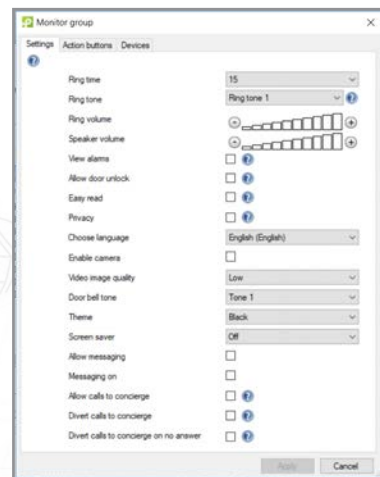 Monitor group
Settings Action buttons Devices
Ring time 15
Ring tone Ring tone 1
Ring volume
Speaker volume
View alarms
Allow door unlock
Easy read
Privacy
Choose language English (English)
Enable camera
Video image quality Low
Door bell tone Tone 1
Theme Black
Screen saver Off
Allow messaging
Messaging on
Allow calls to concierge
Divert calls to concierge
Divert calls to concierge on no answer
Apply Cancel